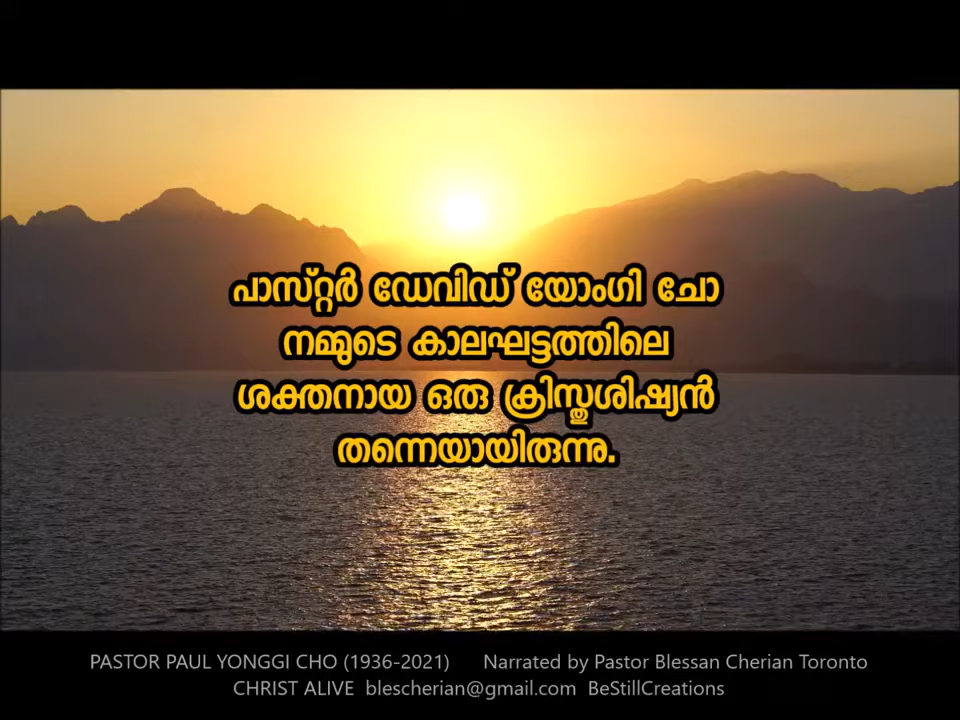 പാസ്റ്റർ ഡേവിഡ് യോംഗി ചോ
നമ്മുടെ കാലഘട്ടത്തിലെ
ശക്തനായ ഒരു ക്രിസ്തുശിഷ്യൻ
തന്നെയായിരുന്നു.
PASTOR PAUL YONGGI CHO (1936-2021) Narrated by Pastor Blessan Cherian Toronto
CHRIST ALIVE blescherian@gmail.com BeStillCreations